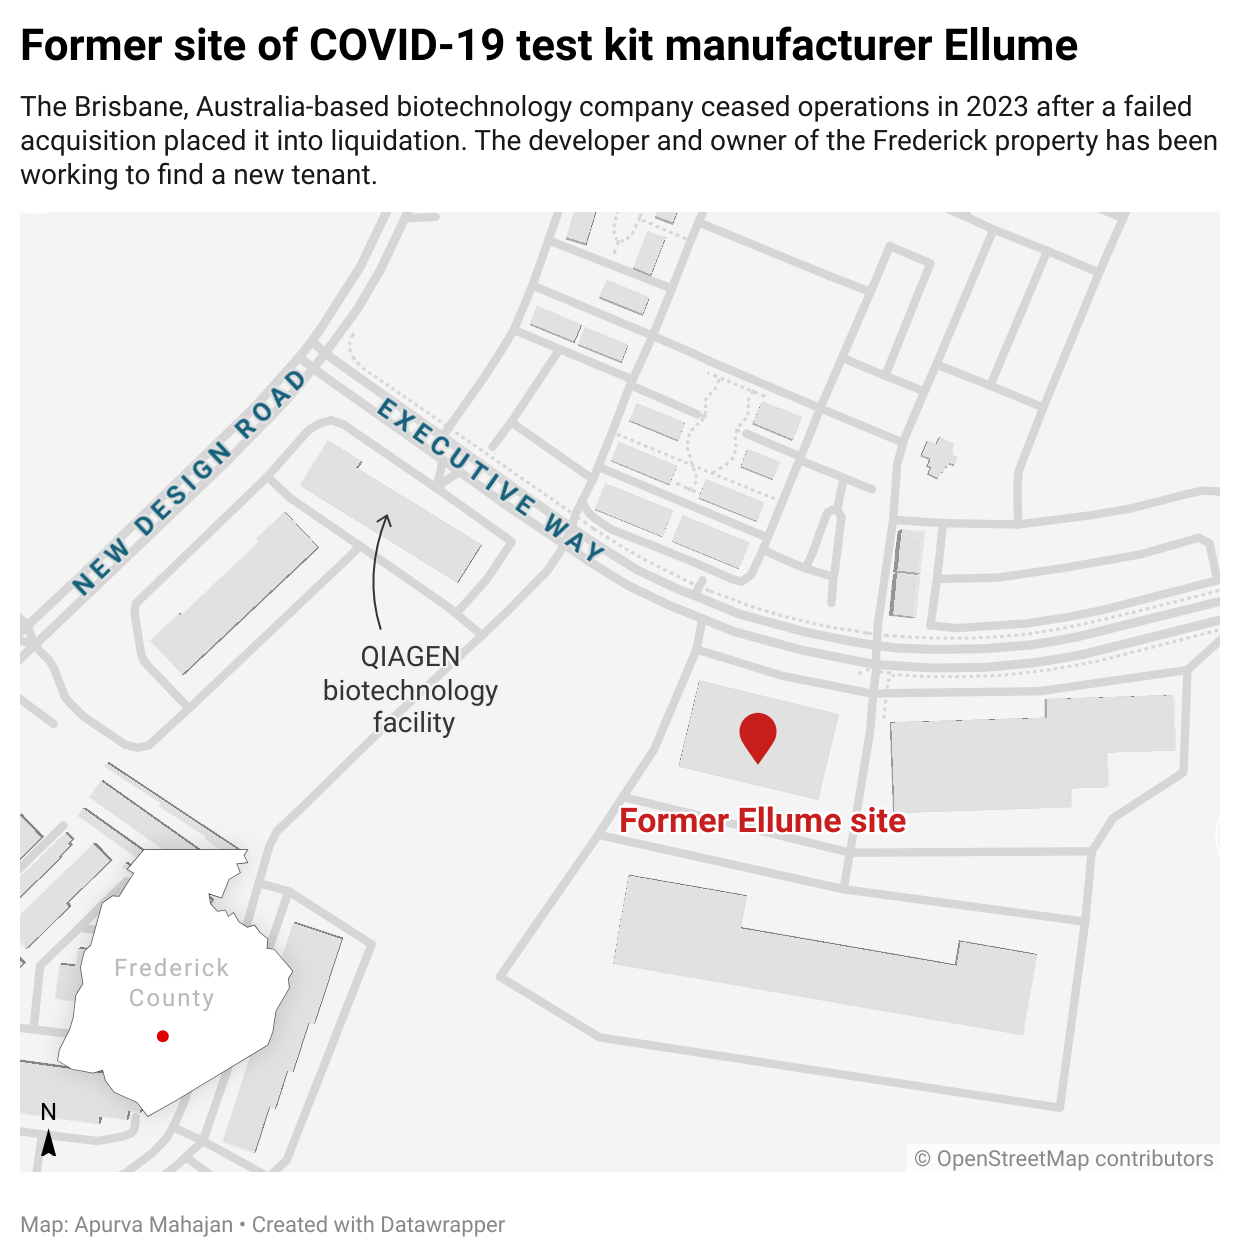 Former site of COVID-19 test kit manufacturer Ellume
The Brisbane, Australia-based biotechnology company ceased operations in 2023 after a failed
acquisition placed it into liquidation. The developer and owner of the Frederick property has been
working to find a new tenant.
NEW DESIGN ROAD
EXECUTIVE WAY
QIAGEN
biotechnology
facility
Former Ellume site
Frederick
County
N
© OpenStreetMap contributors
Map: Apurva Mahajan • Created with Datawrapper